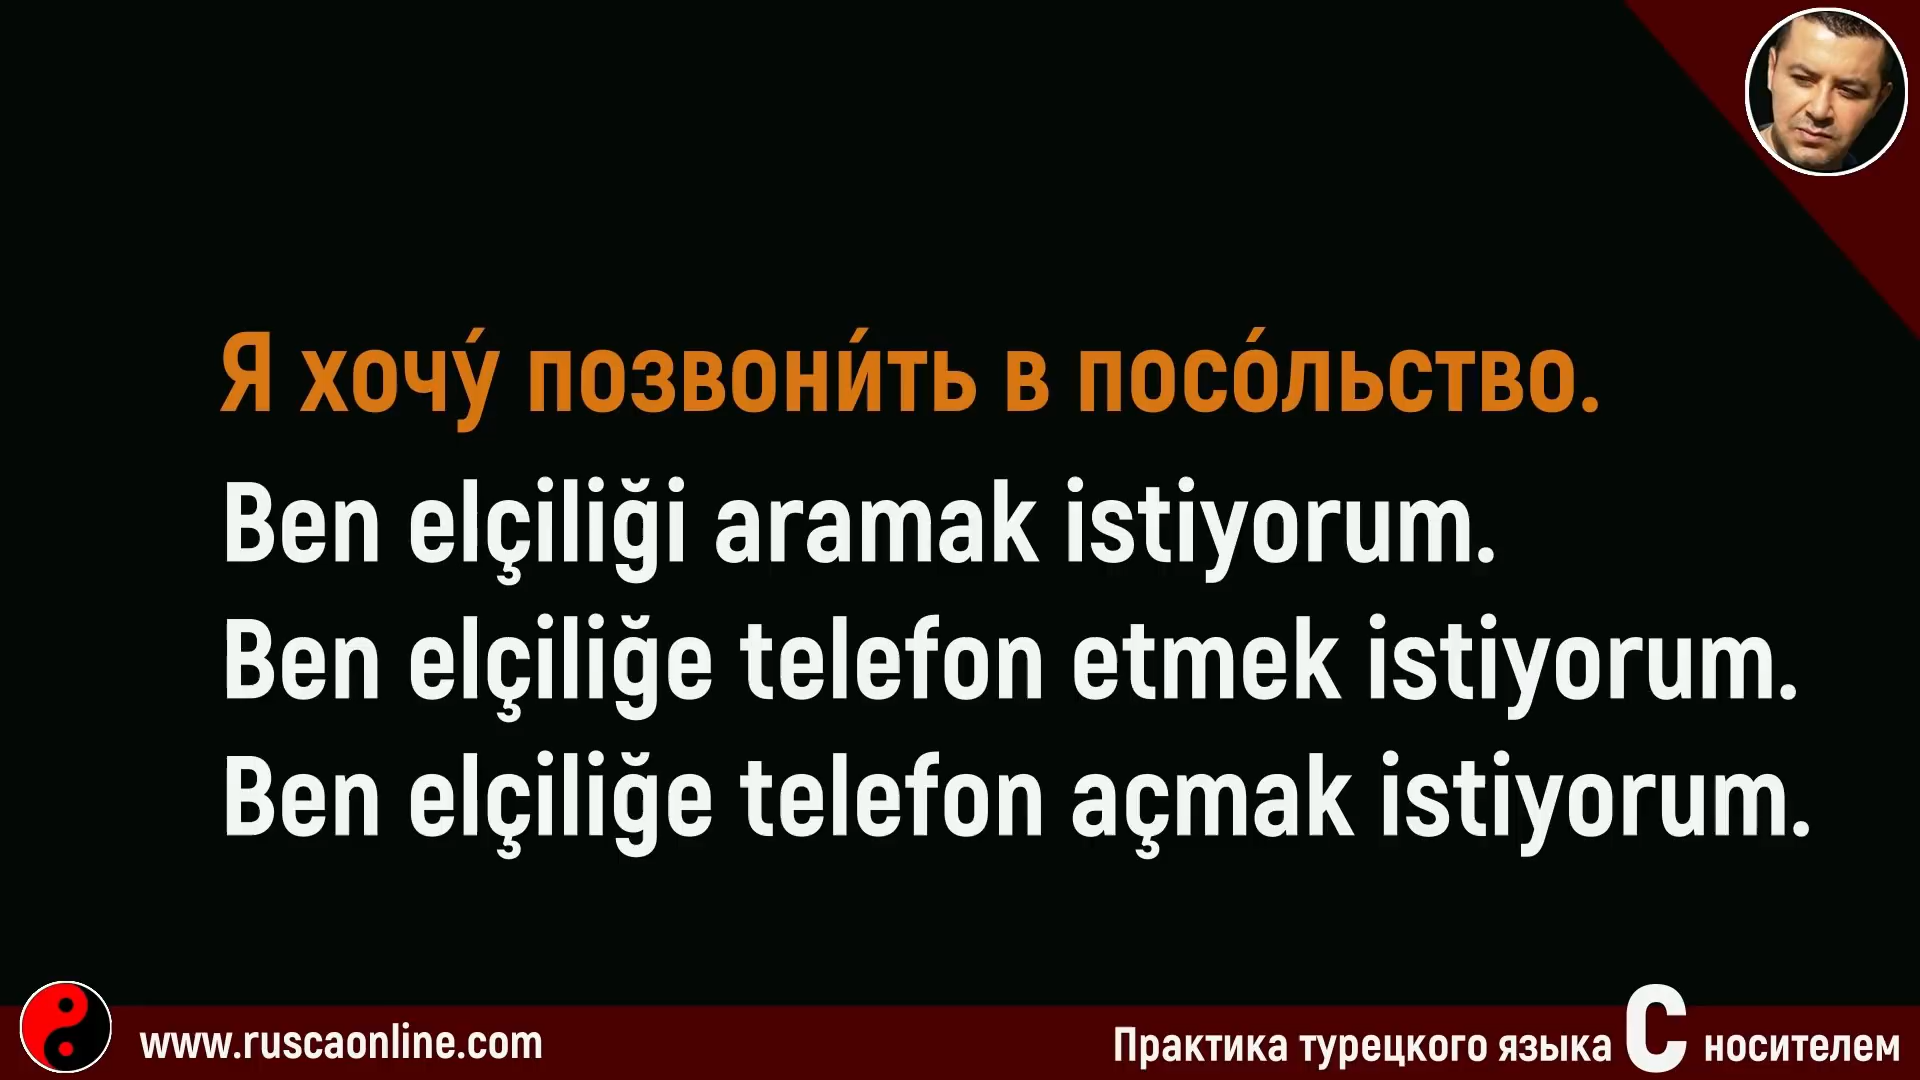 Я хочу́ позвони́ть в посо́льство.
Ben elçiliği aramak istiyorum.
Ben elçiliğe telefon etmek istiyorum.
Ben elçiliğe telefon açmak istiyorum.
www.ruscaonline.com
Практика турецкого языка С носителем